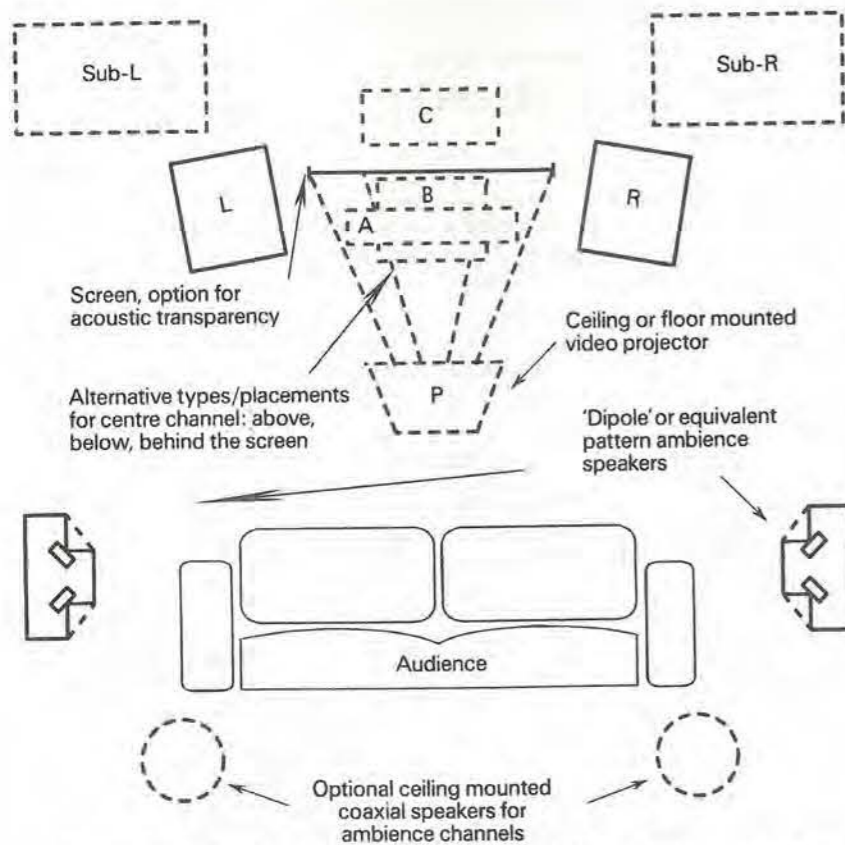 Sub-L
Sub-R
C
L
B
R
A
Screen, option for
acoustic transparency
Ceiling or floor mounted
video projector
P
Alternative types/placements
for centre channel: above,
below, behind the screen
'Dipole' or equivalent
pattern ambience
speakers
Audience
Optional ceiling mounted
coaxial speakers for
ambience channels